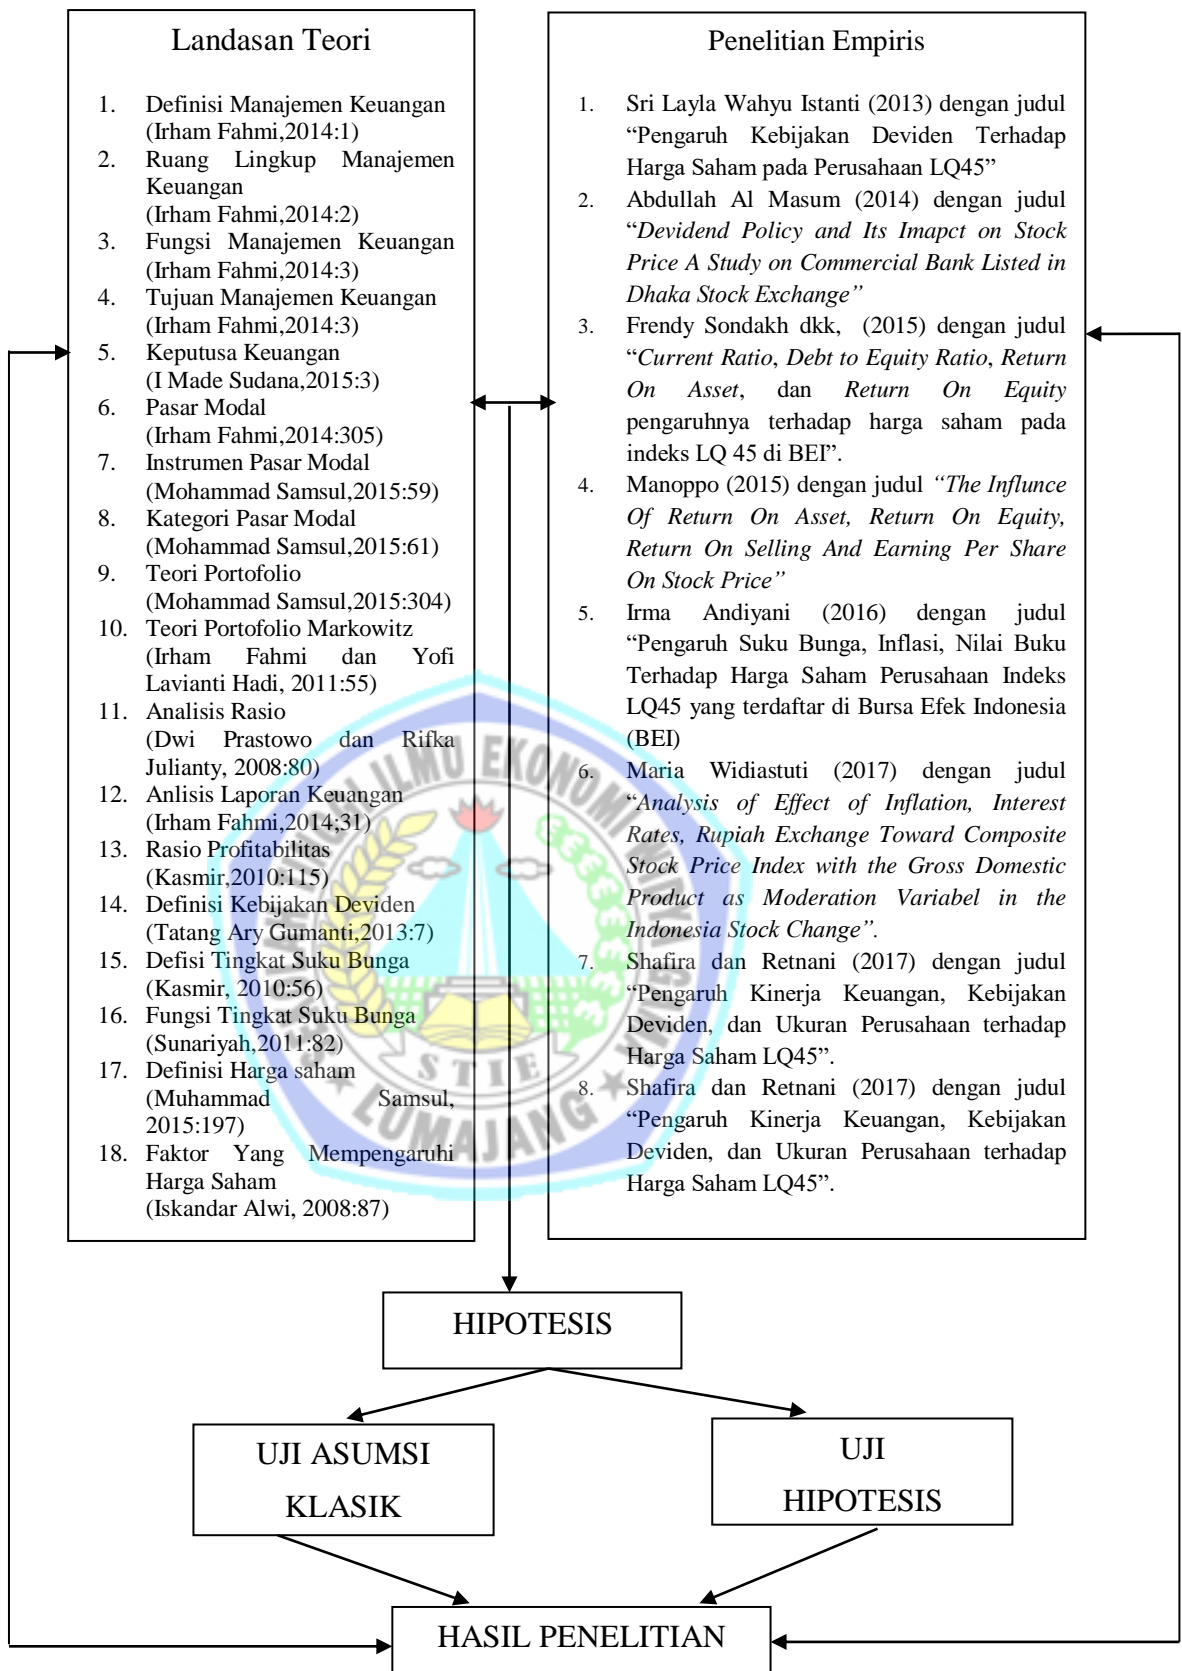 Landasan Teori
1. Definisi Manajemen Keuangan
(Irham Fahmi,2014:1)
2. Ruang Lingkup Manajemen
Keuangan
(Irham Fahmi,2014:2)
3. Fungsi Manajemen Keuangan
(Irham Fahmi,2014:3)
4. Tujuan Manajemen Keuangan
(Irham Fahmi,2014:3)
5. Keputusa Keuangan
(I Made Sudana,2015:3)
6. Pasar Modal
(Irham Fahmi,2014:305)
7. Instrumen Pasar Modal
(Mohammad Samsul,2015:59)
8. Kategori Pasar Modal
(Mohammad Samsul,2015:61)
9. Teori Portofolio
(Mohammad Samsul,2015:304)
10. Teori Portofolio Markowitz
(Irham Fahmi dan Yofi
Lavianti Hadi, 2011:55)
11. Analisis Rasio
(Dwi Prastowo dan Rifka
Julianty, 2008:80)
12. Anlisis Laporan Keuangan
(Irham Fahmi,2014;31)
13. Rasio Profitabilitas
(Kasmir,2010:115)
14. Definisi Kebijakan Deviden
(Tatang Ary Gumanti,2013:7)
15. Defisi Tingkat Suku Bunga
(Kasmir, 2010:56)
16. Fungsi Tingkat Suku Bunga
(Sunariyah,2011:82)
17. Definisi Harga saham
(Muhammad Samsul,
2015:197)
18. Faktor Yang Mempengaruhi
Harga Saham
(Iskandar Alwi, 2008:87)
Penelitian Empiris
1. Sri Layla Wahyu Istanti (2013) dengan judul
“Pengaruh Kebijakan Deviden Terhadap
Harga Saham pada Perusahaan LQ45”
2. Abdullah Al Masum (2014) dengan judul
“Devidend Policy and Its Imapct on Stock
Price A Study on Commercial Bank Listed in
Dhaka Stock Exchange”
3. Frendy Sondakh dkk, (2015) dengan judul
“Current Ratio, Debt to Equity Ratio, Return
On Asset, dan Return On Equity
pengaruhnya terhadap harga saham pada
indeks LQ 45 di BEI”.
4. Manoppo (2015) dengan judul “The Influnce
Of Return On Asset, Return On Equity,
Return On Selling And Earning Per Share
On Stock Price”
5. Irma Andiyani (2016) dengan judul
“Pengaruh Suku Bunga, Inflasi, Nilai Buku
Terhadap Harga Saham Perusahaan Indeks
LQ45 yang terdaftar di Bursa Efek Indonesia
(BEI)
6. Maria Widiastuti (2017) dengan judul
“Analysis of Effect of Inflation, Interest
Rates, Rupiah Exchange Toward Composite
Stock Price Index with the Gross Domestic
Product as Moderation Variabel in the
Indonesia Stock Change”.
7. Shafira dan Retnani (2017) dengan judul
“Pengaruh Kinerja Keuangan, Kebijakan
Deviden, dan Ukuran Perusahaan terhadap
Harga Saham LQ45”.
8. Shafira dan Retnani (2017) dengan judul
“Pengaruh Kinerja Keuangan, Kebijakan
Deviden, dan Ukuran Perusahaan terhadap
Harga Saham LQ45”.
ILMU EKONOMI
STIE
LUMAJANG
HIPOTESIS
UJI ASUMSI
KLASIK
UJI
HIPOTESIS
HASIL PENELITIAN